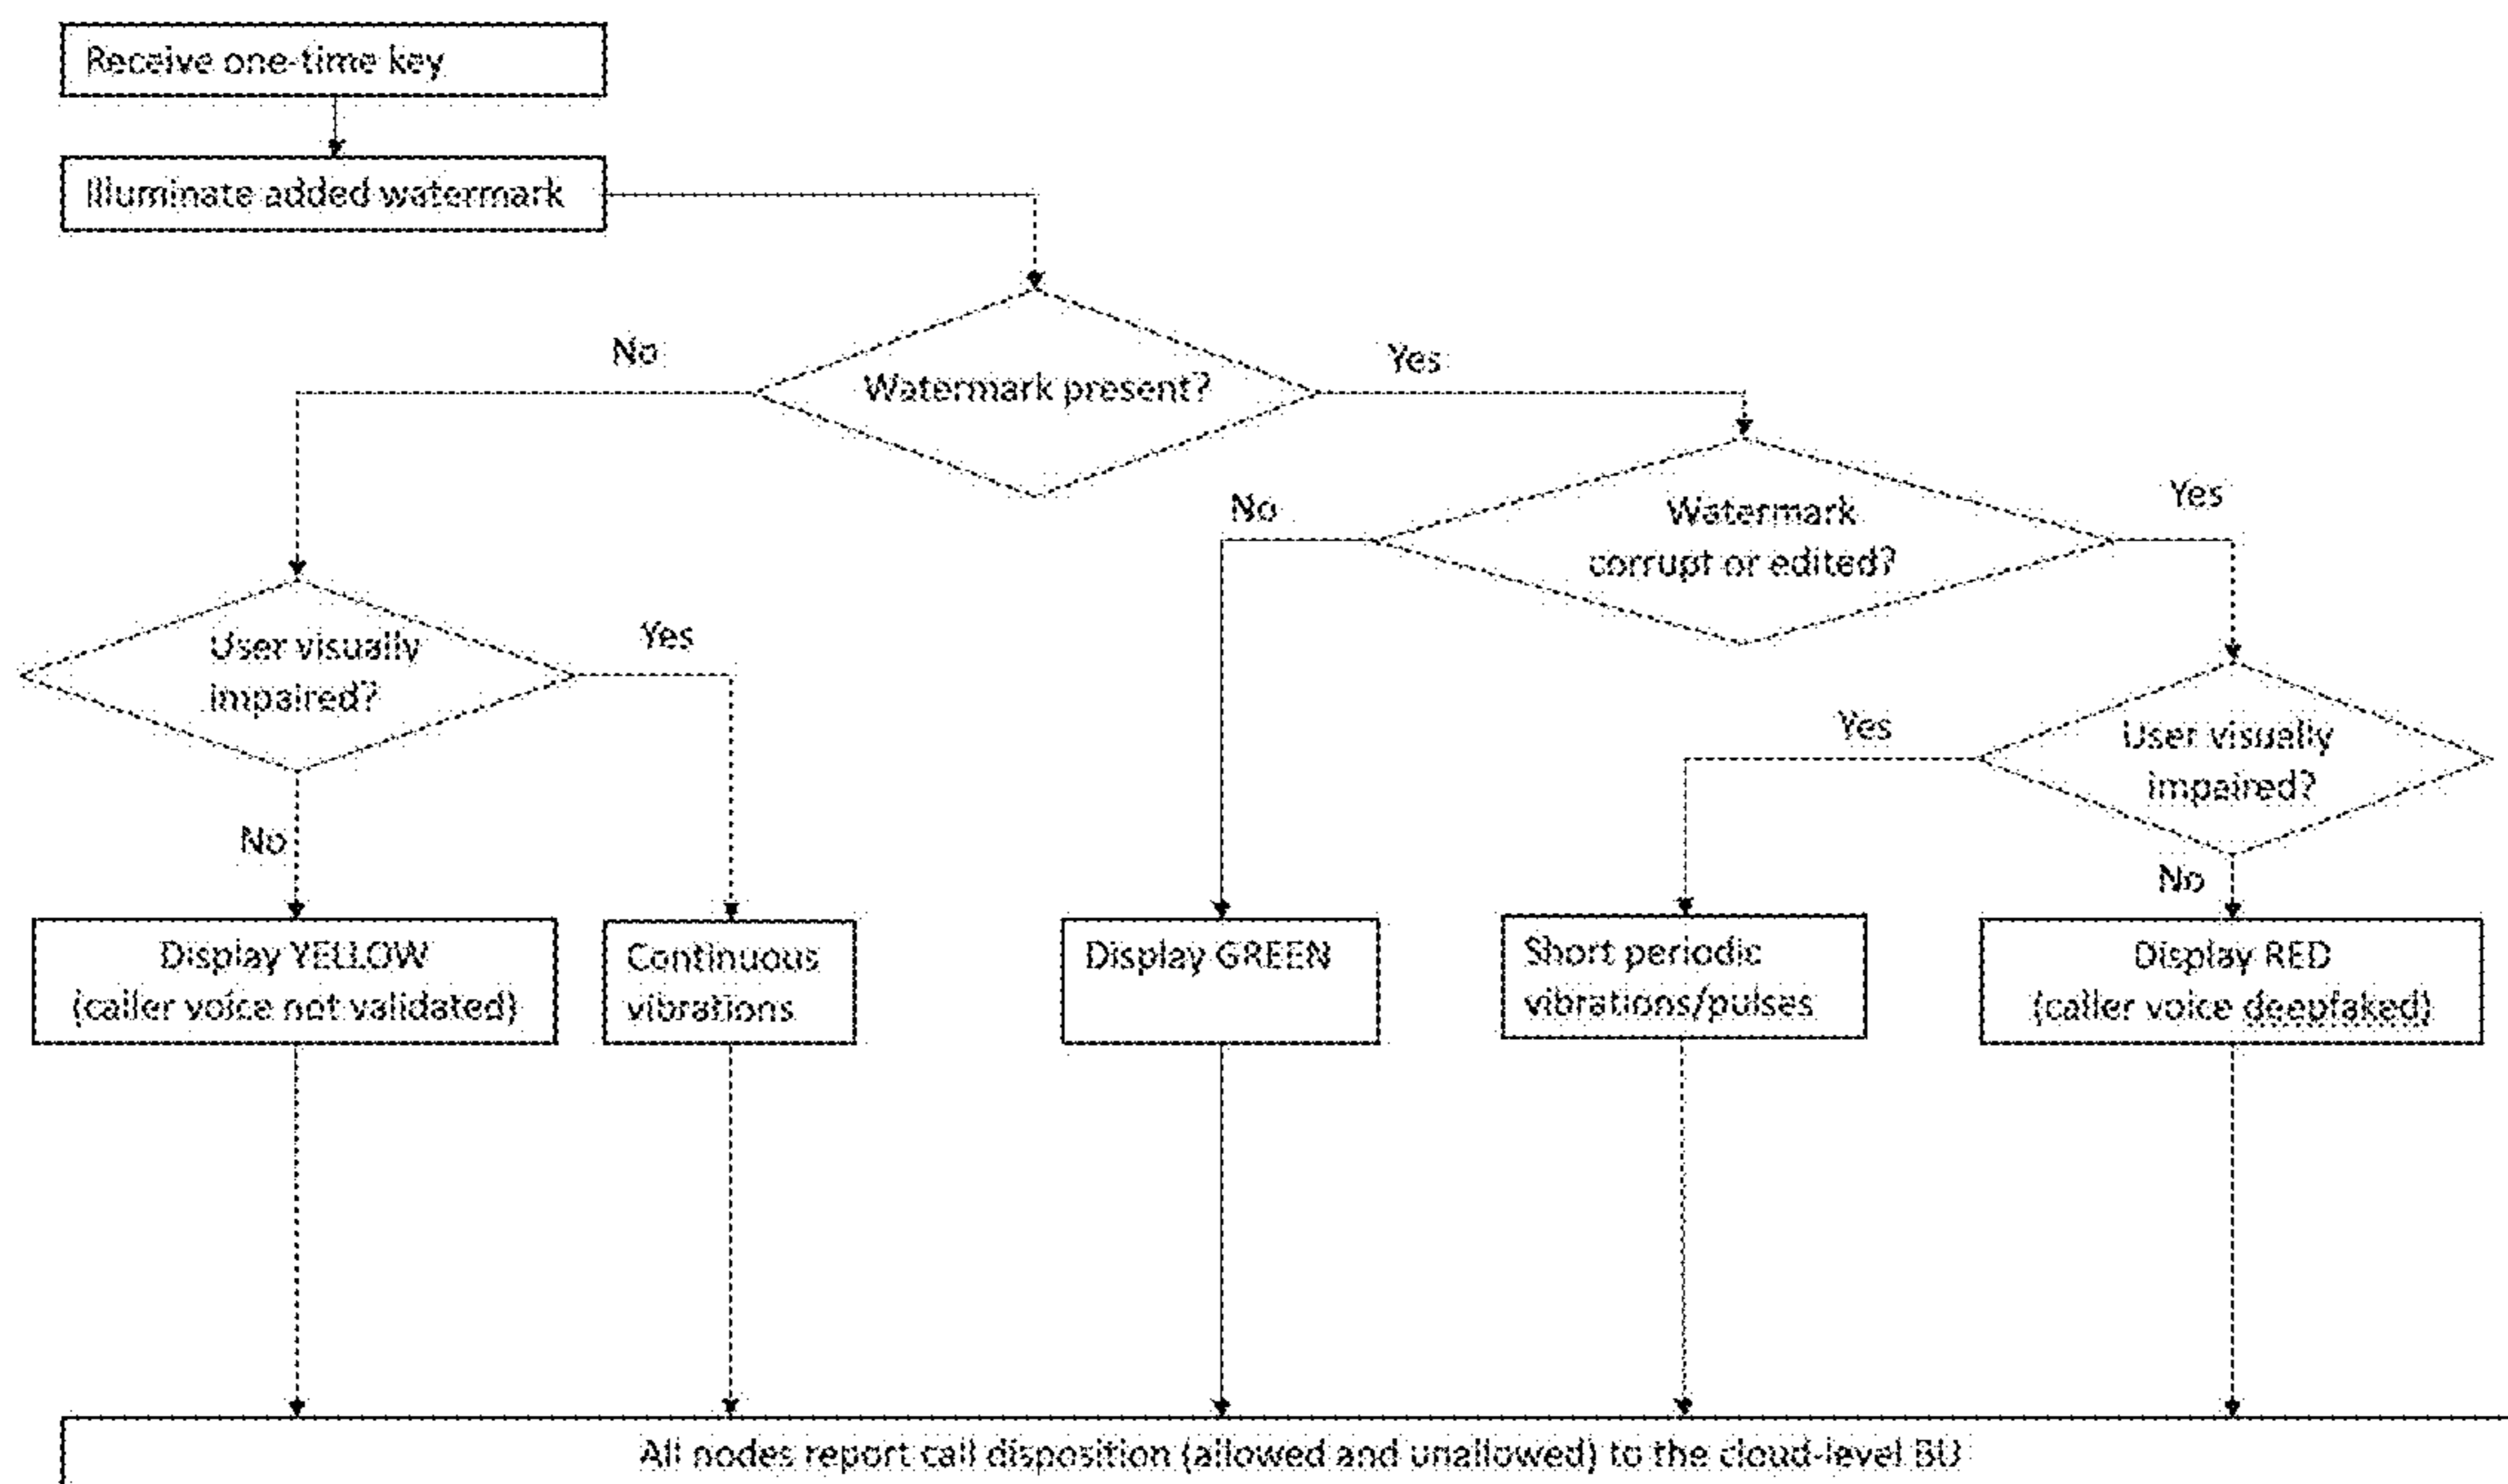 Receive one-time key
Illuminate added watermark
No
Yes
Watermark present?
No
Yes
Watermark
corrupt or edited?
User visually
impaired?
Yes
Yes
User visually
impaired?
No
No
Display YELLOW
(caller voice not validated)
Continuous
vibrations
Display GREEN
Short periodic
vibrations/pulses
Display RED
(caller voice deepfaked)
All nodes report call disposition (allowed and unallowed) to the cloud-level BU